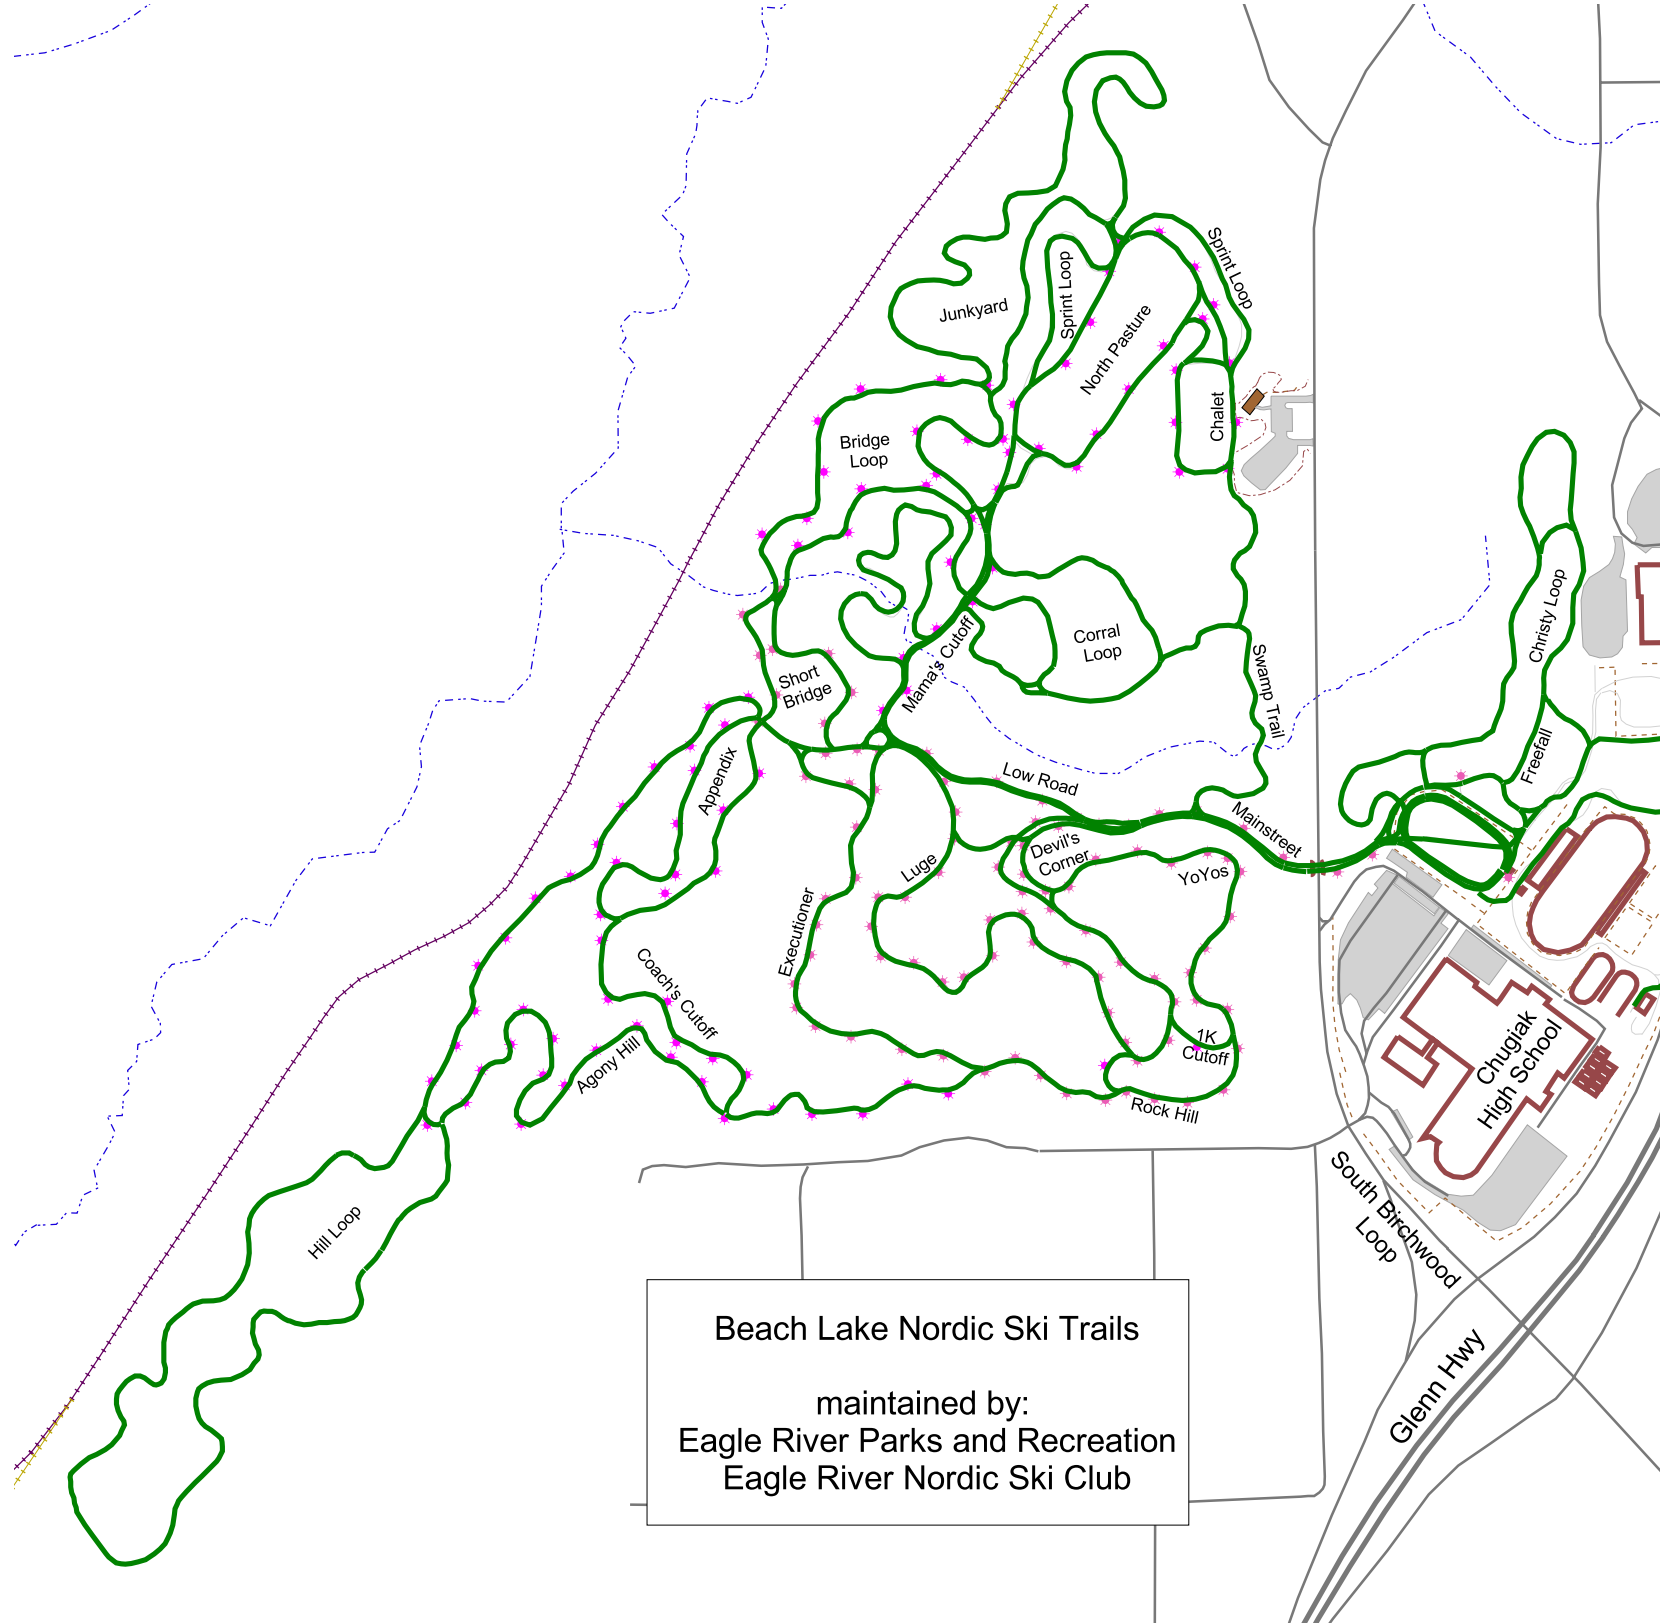 Sprint Loop
Sprint Loop
Junkyard
North Pasture
Chalet
Bridge
Loop
Christy Loop
Corral
Loop
Mama's Cutoff
Short
Bridge
Swamp Trail
Freefall
Appendix
Low Road
Mainstreet
Devil's
Corner
YoYos
Luge
Executioner
Coach's Cutoff
Agony Hill
1K
Cutoff
Rock Hill
Chugiak
High School
Hill Loop
South Birchwood
Loop
Glenn Hwy
Beach Lake Nordic Ski Trails
maintained by:
Eagle River Parks and Recreation
Eagle River Nordic Ski Club